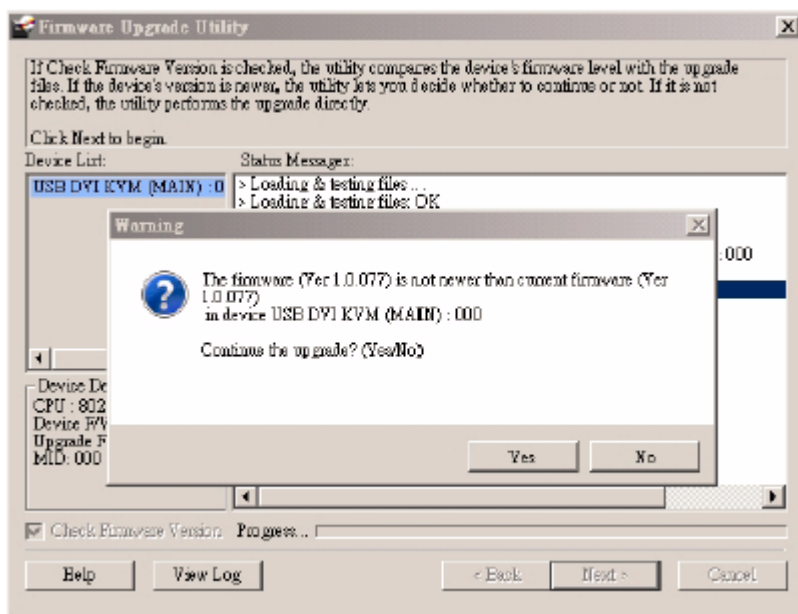 Firmware Upgrade Utility
If Check Firmware Version is checked, the utility compares the device's firmware level with the upgrade
files. If the device's version is newer, the utility lets you decide whether to continue or not. If it is not
checked, the utility performs the upgrade directly.
Click Next to begin.
Device List:
Status Messages:
USB DVI KVM (MAIN) :0
> Loading & testing files ...
> Loading & testing files: OK
: 000
Warning
The firmware (Ver 1.0.077) is not newer than current firmware (Ver
1.0.077)
in device USB DVI KVM (MAIN) : 000
Continue the upgrade? (Yes/No)
Yes
No
Device De
CPU : 802
Device F/W
Upgrade F
MID: 000
Check Firmware Version
Progress...
Help
View Log
< Back
Next >
Cancel